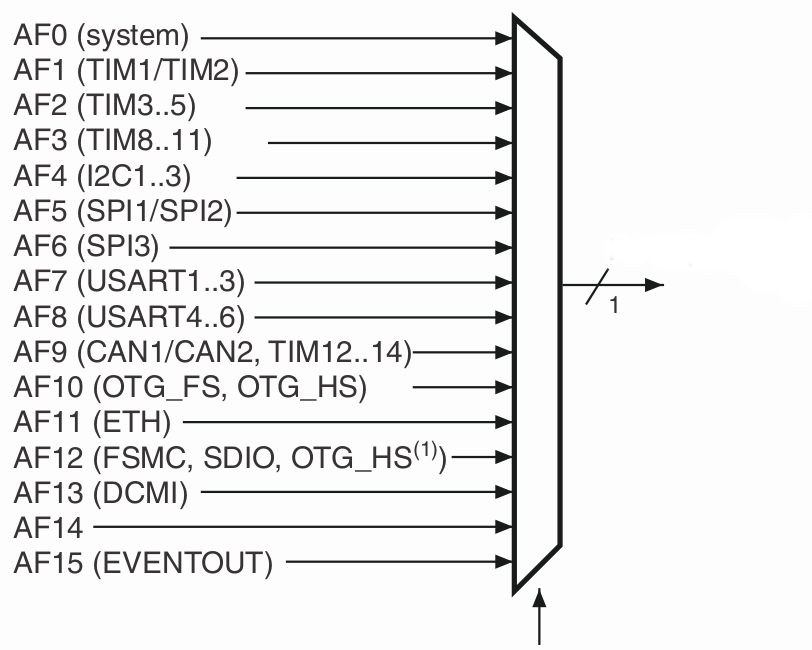 AF0 (system)
AF1 (TIM1/TIM2)
AF2 (TIM3..5)
AF3 (TIM8..11)
AF4 (I2C1..3)
AF5 (SPI1/SPI2)
AF6 (SPI3)
AF7 (USART1..3)
AF8 (USART4..6)
AF9 (CAN1/CAN2, TIM12..14)
AF10 (OTG_FS, OTG_HS)
AF11 (ETH)
AF12 (FSMC, SDIO, OTG_HS(1))
AF13 (DCMI)
AF14
AF15 (EVENTOUT)
1